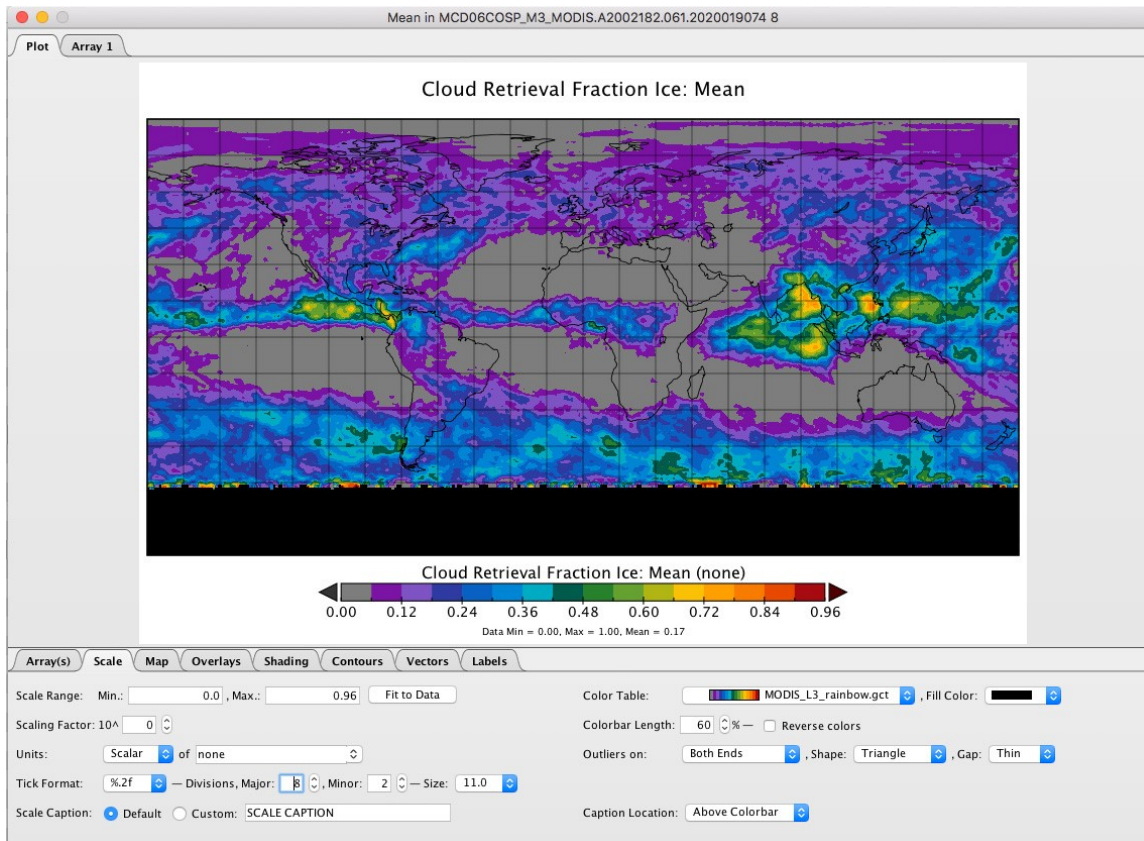 Mean in MCD06COSP_M3_MODIS.A2002182.061.2020019074 8
Plot Array 1
Cloud Retrieval Fraction Ice: Mean
Cloud Retrieval Fraction Ice: Mean (none)
0.00 0.12 0.24 0.36 0.48 0.60 0.72 0.84 0.96
Data Min = 0.00, Max = 1.00, Mean = 0.17
Array(s) Scale Map Overlays Shading Contours Vectors Labels
Scale Range: Min.: 0.0 , Max.: 0.96 Fit to Data Color Table: MODIS_L3_rainbow.gct , Fill Color:
Scaling Factor: 10^ 0 Colorbar Length: 60 % — Reverse colors
Units: Scalar of none Outliers on: Both Ends , Shape: Triangle , Gap: Thin
Tick Format: %.2f — Divisions, Major: 8 , Minor: 2 — Size: 11.0
Scale Caption: Default Custom: SCALE CAPTION Caption Location: Above Colorbar